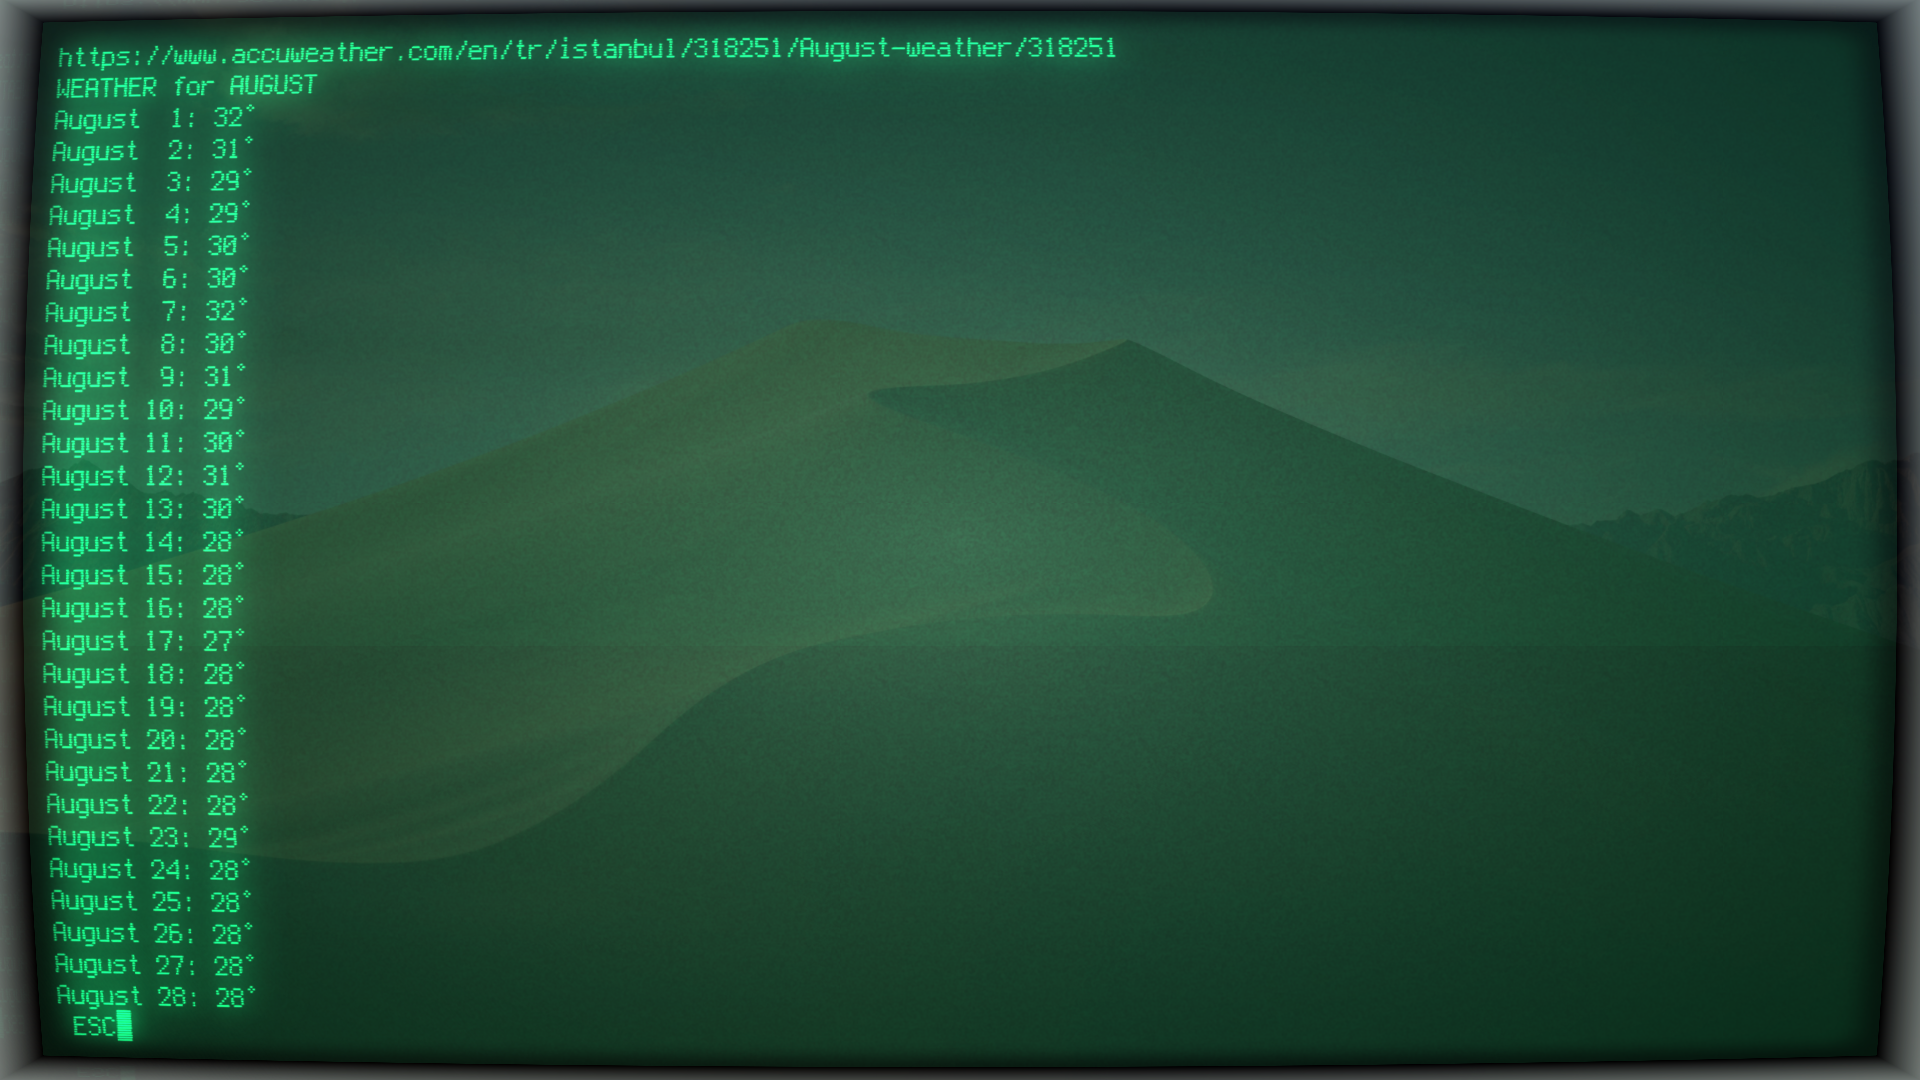 https://www.accuweather.com/en/tr/istanbul/318251/August-weather/318251
WEATHER for AUGUST
August  1: 32°
August  2: 31°
August  3: 29°
August  4: 29°
August  5: 30°
August  6: 30°
August  7: 32°
August  8: 30°
August  9: 31°
August 10: 29°
August 11: 30°
August 12: 31°
August 13: 30°
August 14: 28°
August 15: 28°
August 16: 28°
August 17: 27°
August 18: 28°
August 19: 28°
August 20: 28°
August 21: 28°
August 22: 28°
August 23: 29°
August 24: 28°
August 25: 28°
August 26: 28°
August 27: 28°
August 28: 28°
ESC